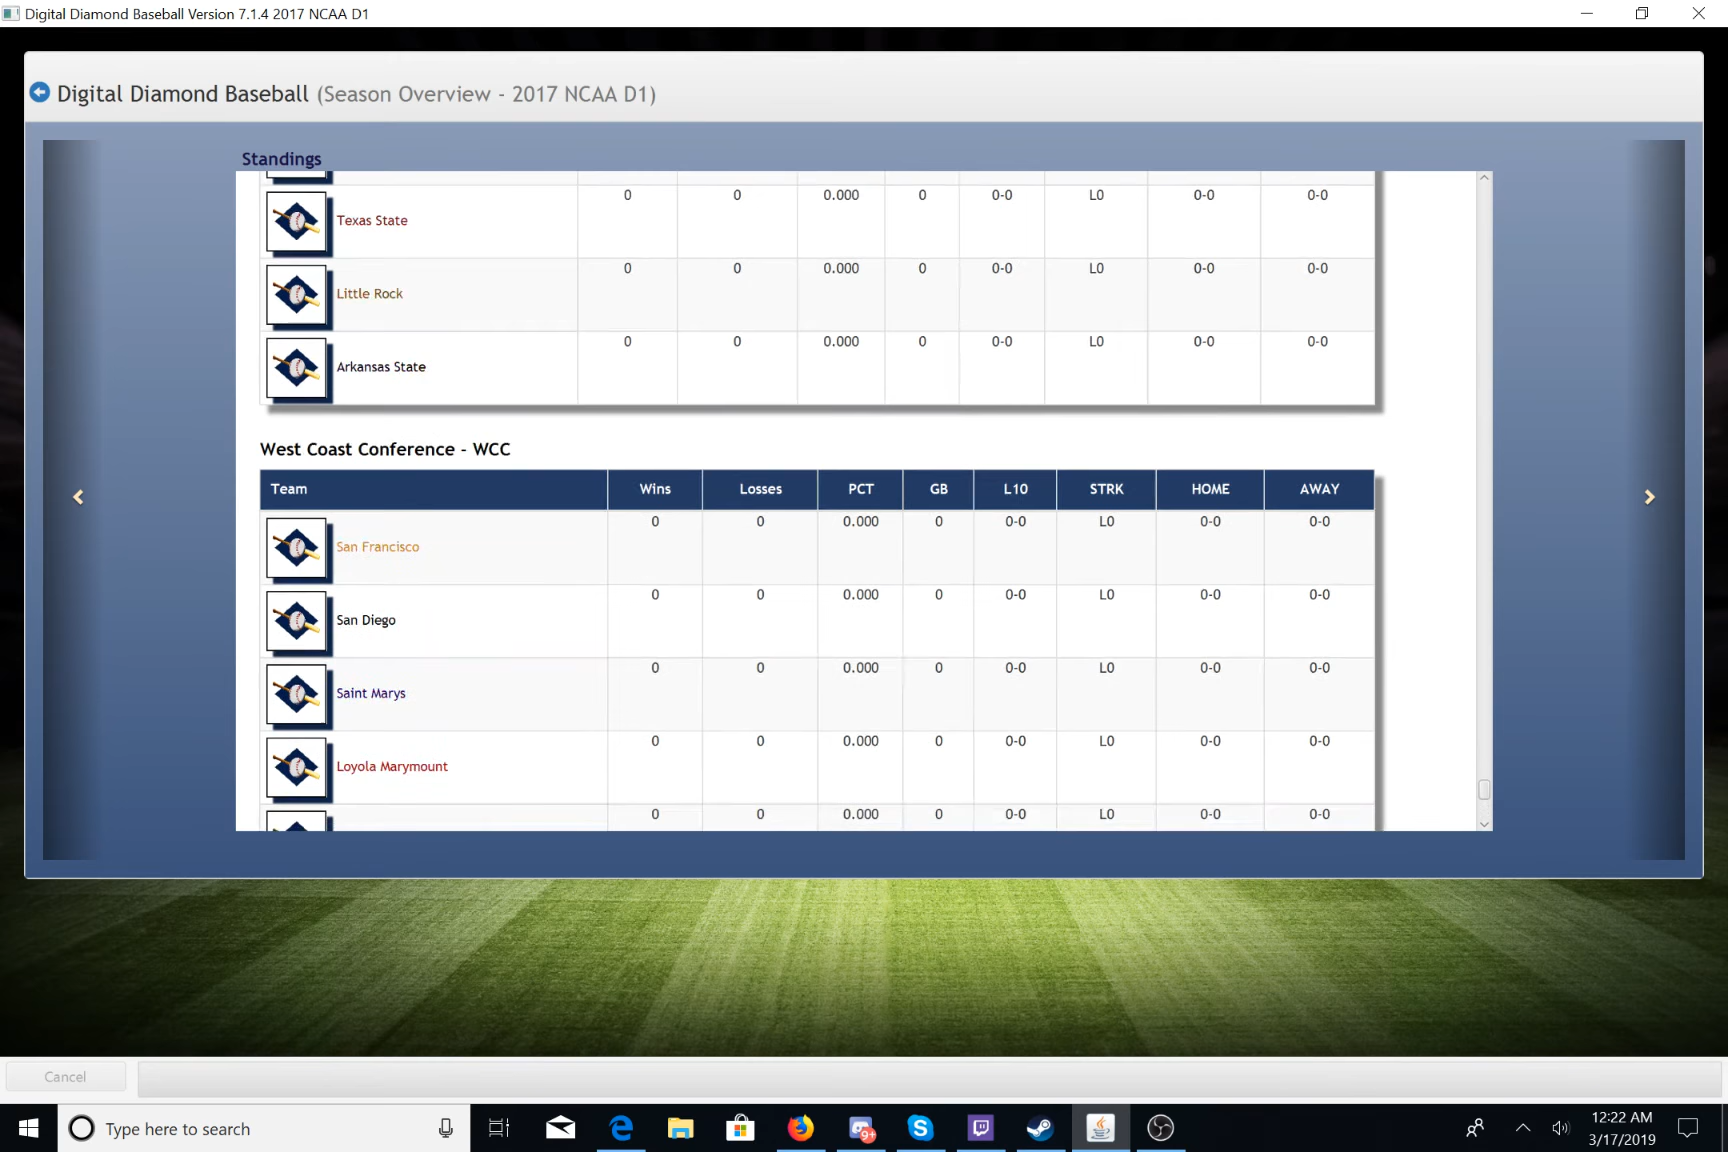 Digital Diamond Baseball Version 7.1.4 2017 NCAA D1
Digital Diamond Baseball (Season Overview - 2017 NCAA D1)
Standings
Texas State 0 0 0.000 0 0-0 L0 0-0 0-0
Little Rock 0 0 0.000 0 0-0 L0 0-0 0-0
Arkansas State 0 0 0.000 0 0-0 L0 0-0 0-0
West Coast Conference - WCC
Team Wins Losses PCT GB L10 STRK HOME AWAY
San Francisco 0 0 0.000 0 0-0 L0 0-0 0-0
San Diego 0 0 0.000 0 0-0 L0 0-0 0-0
Saint Marys 0 0 0.000 0 0-0 L0 0-0 0-0
Loyola Marymount 0 0 0.000 0 0-0 L0 0-0 0-0
0 0 0.000 0 0-0 L0 0-0 0-0
Cancel
Type here to search
9+
12:22 AM
3/17/2019